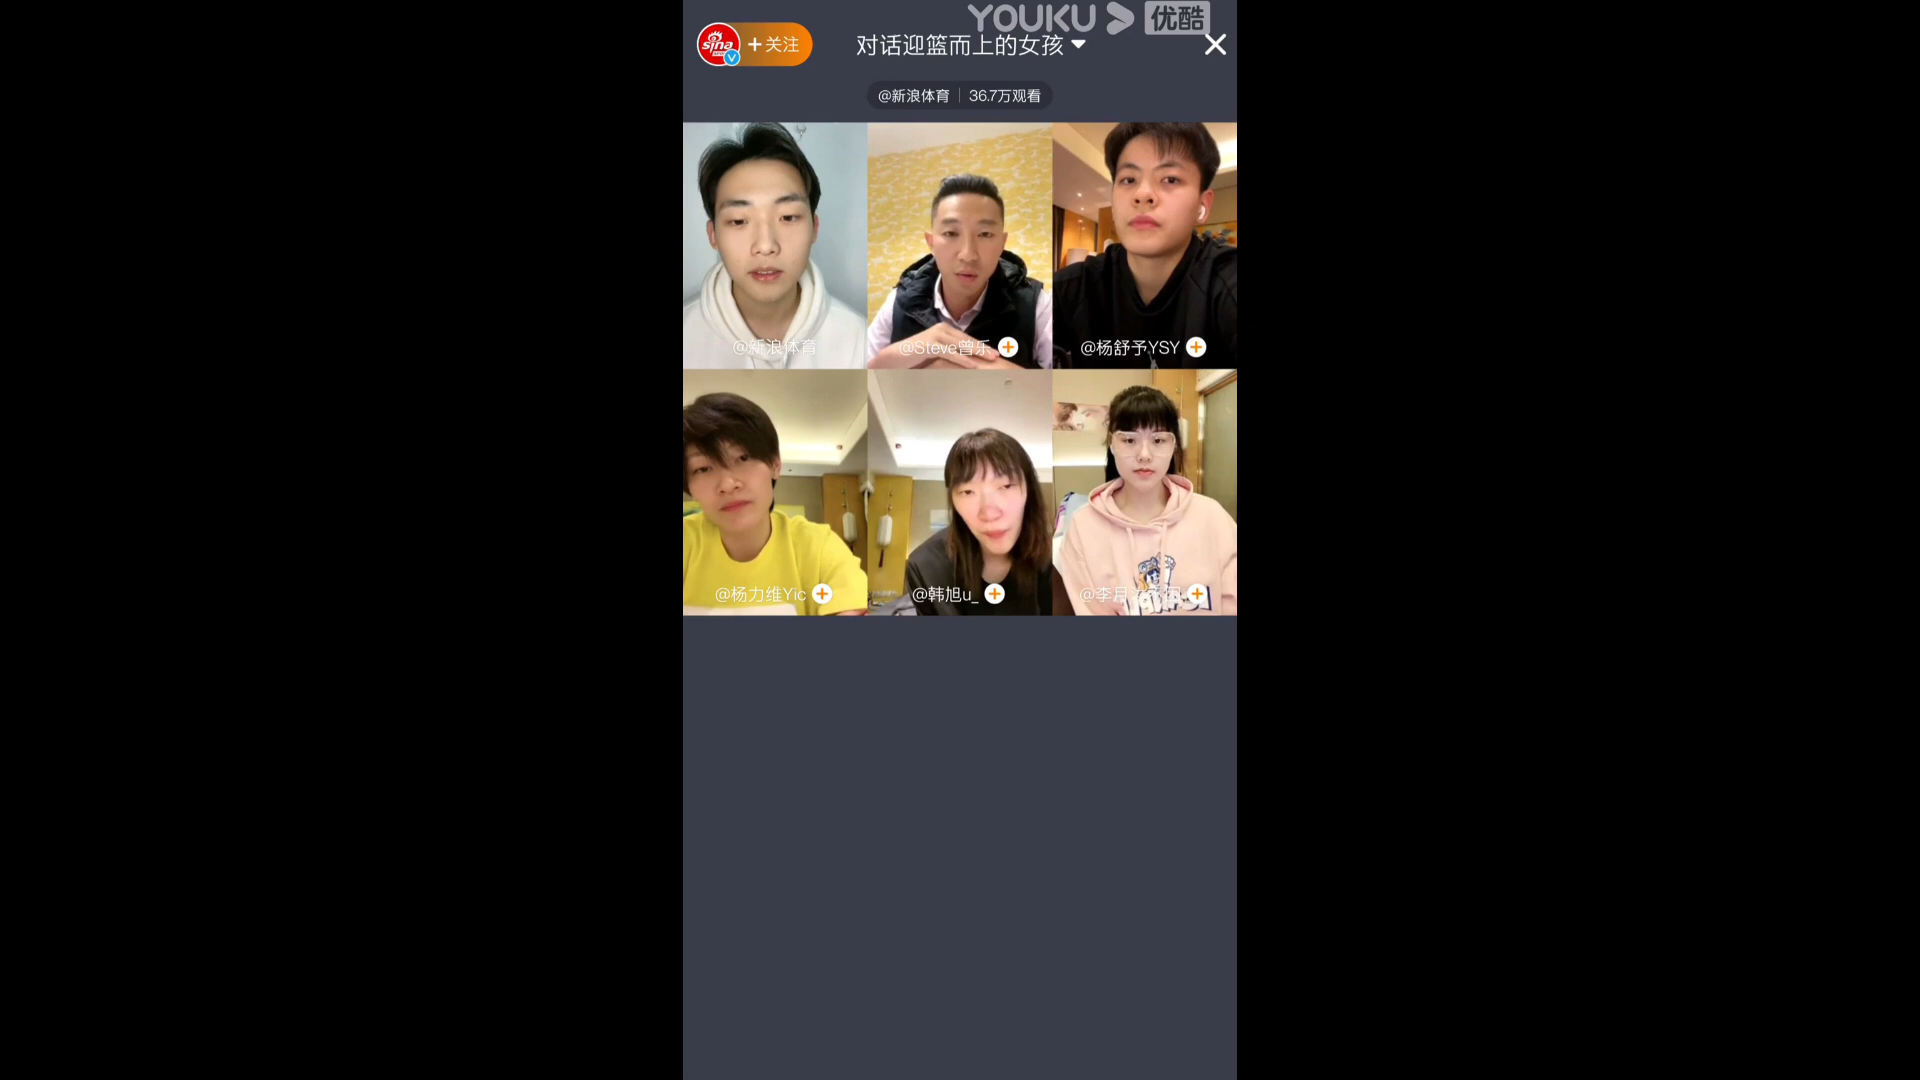 YOUKU 优酷
sina
+关注
对话迎篮而上的女孩
@新浪体育 36.7万观看
@新浪体育
@Steve曾乐
@杨舒予YSY
@杨力维Yic
@韩旭u_